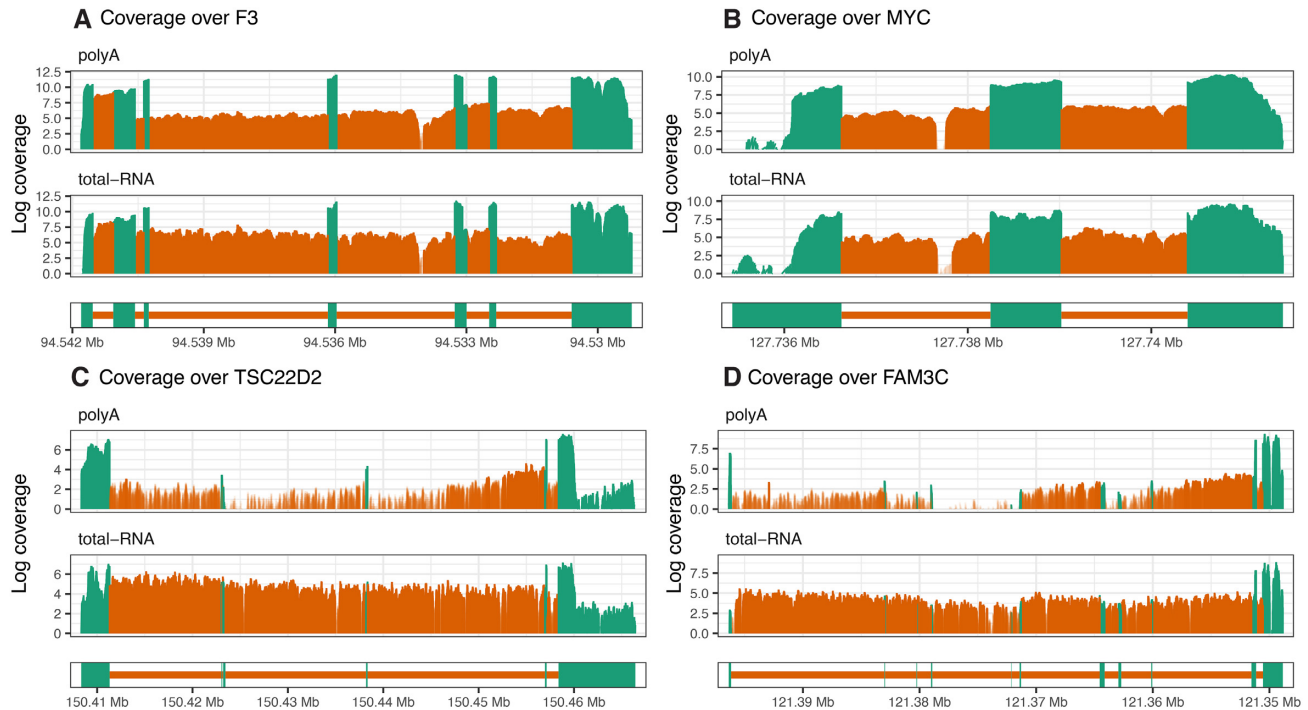 A Coverage over F3
polyA
12.5
10.0
7.5
5.0
2.5
0.0
total−RNA
12.5
10.0
7.5
5.0
2.5
0.0
Log coverage
94.542 Mb 94.539 Mb 94.536 Mb 94.533 Mb 94.53 Mb
B Coverage over MYC
polyA
10.0
7.5
5.0
2.5
0.0
total−RNA
10.0
7.5
5.0
2.5
0.0
Log coverage
127.736 Mb 127.738 Mb 127.74 Mb
C Coverage over TSC22D2
polyA
6
4
2
0
total−RNA
6
4
2
0
Log coverage
150.41 Mb 150.42 Mb 150.43 Mb 150.44 Mb 150.45 Mb 150.46 Mb
D Coverage over FAM3C
polyA
7.5
5.0
2.5
0.0
total−RNA
7.5
5.0
2.5
0.0
Log coverage
121.39 Mb 121.38 Mb 121.37 Mb 121.36 Mb 121.35 Mb